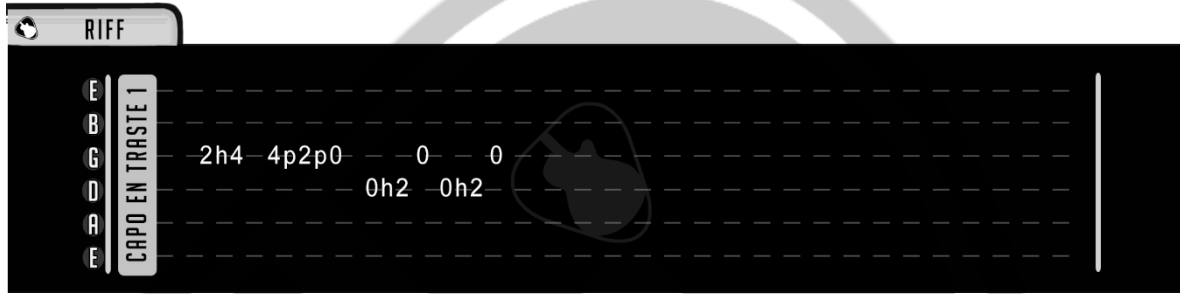 RIFF
CAPO EN TRASTE 1
E
B
G 2h4 4p2p0 0 0
D 0h2 0h2
A
E